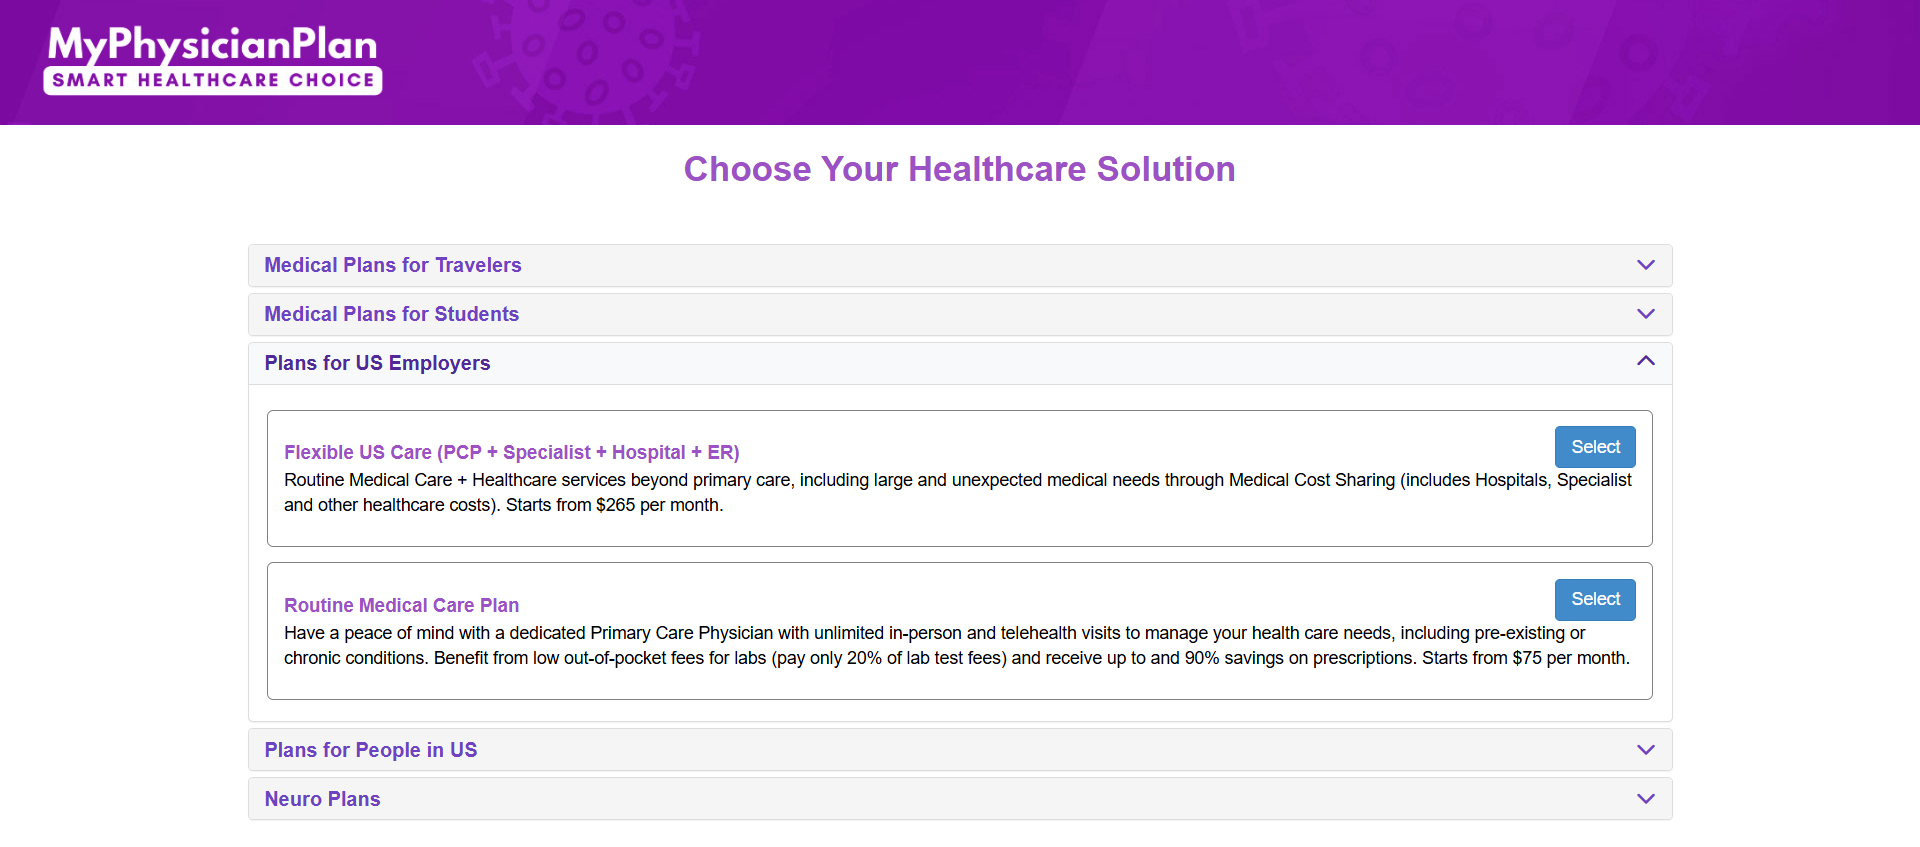 MyPhysicianPlan
SMART HEALTHCARE CHOICE
Choose Your Healthcare Solution
Medical Plans for Travelers
Medical Plans for Students
Plans for US Employers
Flexible US Care (PCP + Specialist + Hospital + ER)
Select
Routine Medical Care + Healthcare services beyond primary care, including large and unexpected medical needs through Medical Cost Sharing (includes Hospitals, Specialist
and other healthcare costs). Starts from $265 per month.
Routine Medical Care Plan
Select
Have a peace of mind with a dedicated Primary Care Physician with unlimited in-person and telehealth visits to manage your health care needs, including pre-existing or
chronic conditions. Benefit from low out-of-pocket fees for labs (pay only 20% of lab test fees) and receive up to and 90% savings on prescriptions. Starts from $75 per month.
Plans for People in US
Neuro Plans